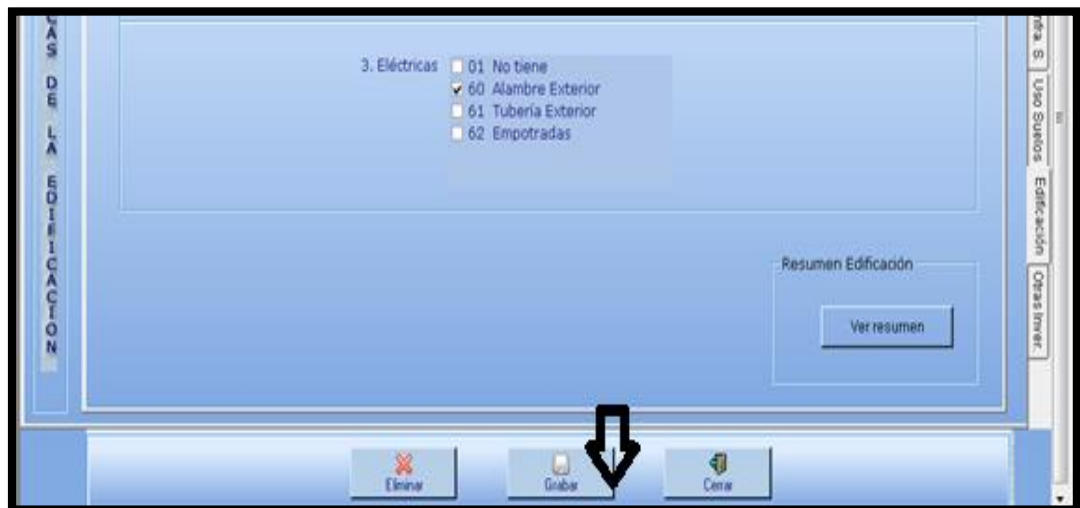 CAS DE LA EDIFICACION
3. Eléctricas
01 No tiene
60 Alambre Exterior
61 Tubería Exterior
62 Empotradas
Resumen Edificación
Ver resumen
Eliminar
Grabar
Cerrar
nfra. S.
Uso Suelos
Edificación
Otras Inver.